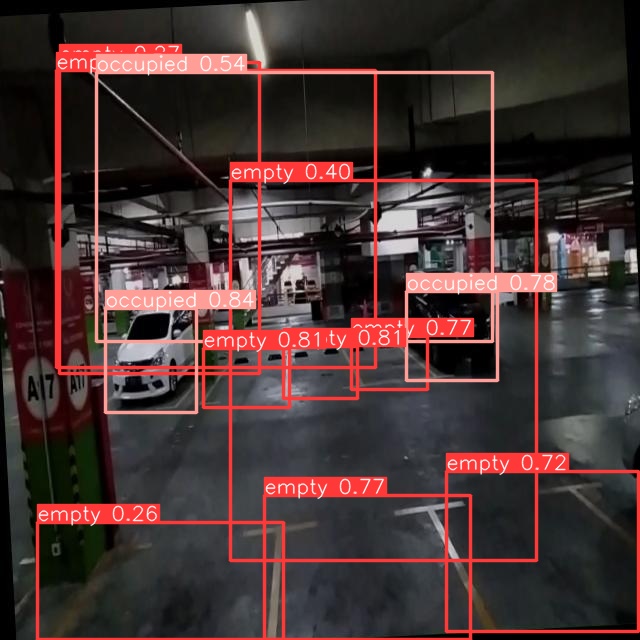 empty 0.27
occupied 0.54
empty 0.40
occupied 0.78
occupied 0.84
empty 0.77
empty 0.81
ty 0.81
A17
A17
empty 0.72
empty 0.77
empty 0.26